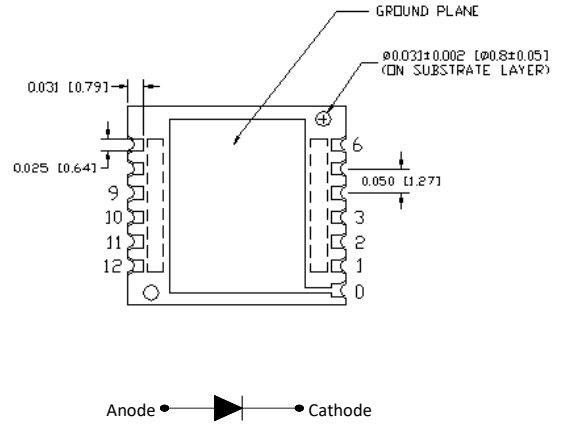 GROUND PLANE
ø0.031±0.002 [ø0.8±0.05]
(ON SUBSTRATE LAYER)
0.031 [0.79]
0.025 [0.64]
6
0.050 [1.27]
9
10
3
11
2
12
1
0
Anode
Cathode